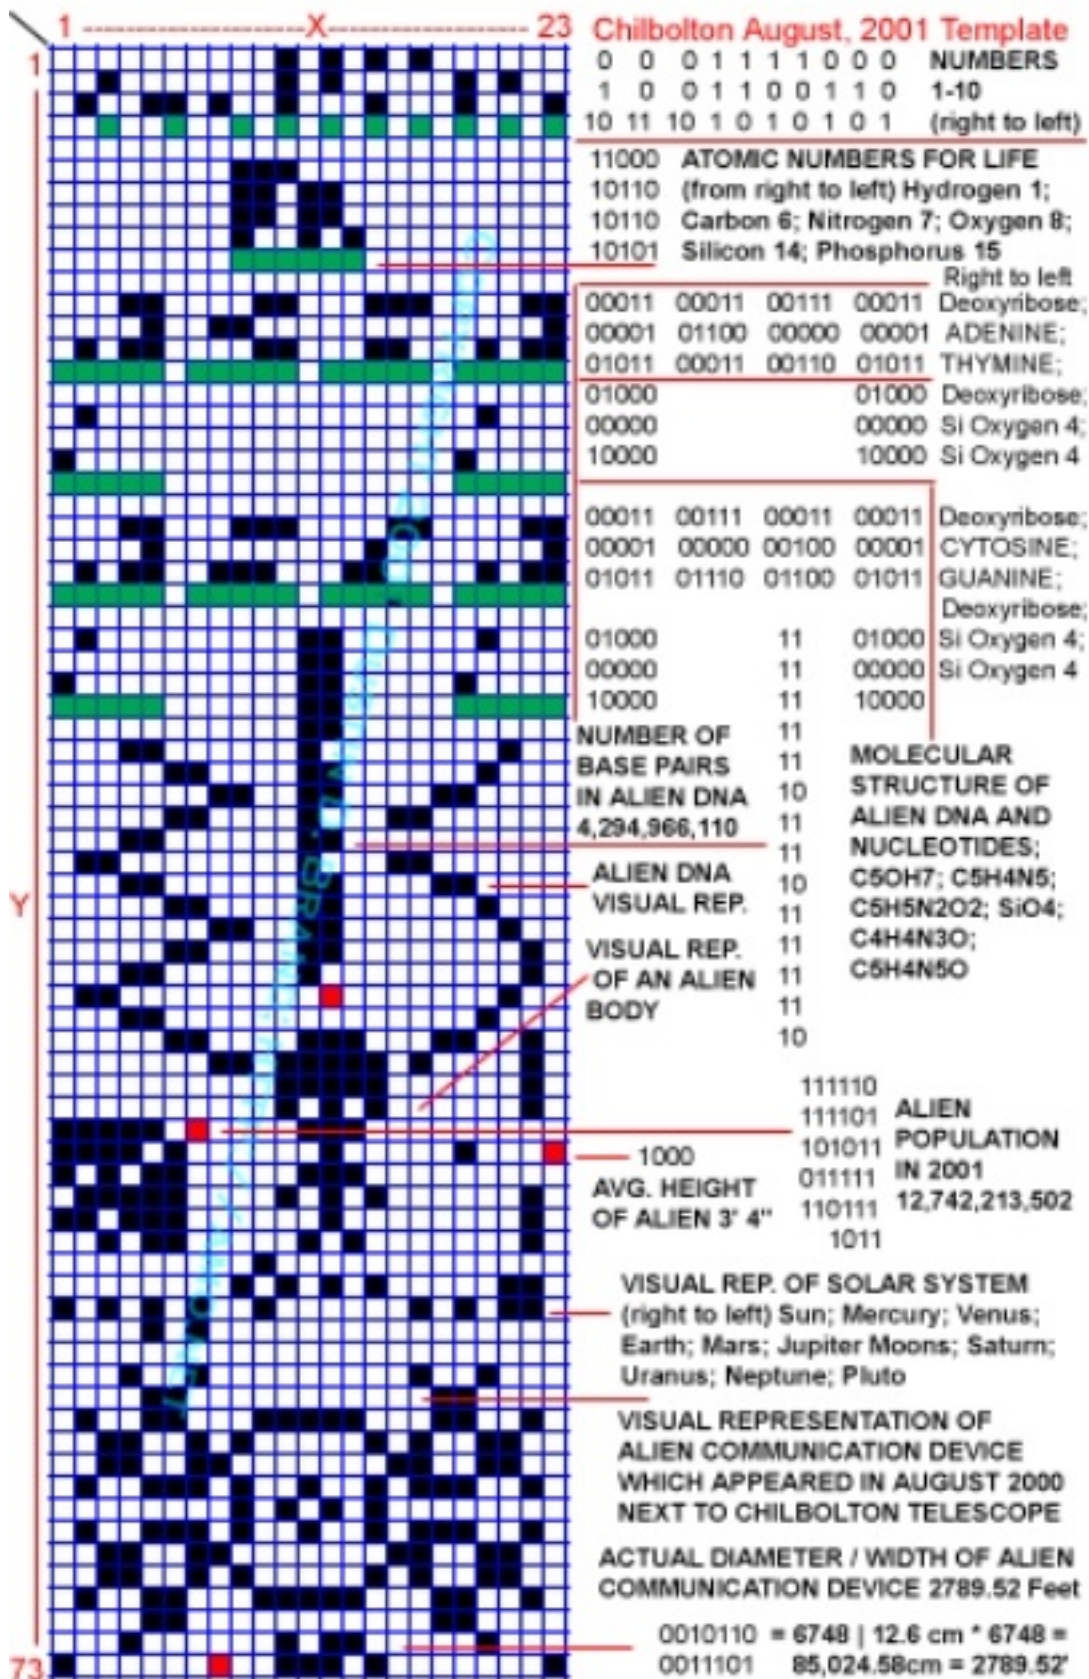 1 ---------------------X----------------- 23
Chilbolton August, 2001 Template
1
0 0 0 1 1 1 1 0 0 0 NUMBERS
1 0 0 1 1 0 0 1 1 0 1-10
10 11 10 1 0 1 0 1 0 1 (right to left)
11000 ATOMIC NUMBERS FOR LIFE
10110 (from right to left) Hydrogen 1;
10110 Carbon 6; Nitrogen 7; Oxygen 8;
10101 Silicon 14; Phosphorus 15
Right to left
00011 00011 00111 00011 Deoxyribose;
00001 01100 00000 00001 ADENINE;
01011 00011 00110 01011 THYMINE;
01000 01000 Deoxyribose;
00000 00000 Si Oxygen 4;
10000 10000 Si Oxygen 4
00011 00111 00011 00011 Deoxyribose;
00001 00000 00100 00001 CYTOSINE;
01011 01110 01100 01011 GUANINE;
Deoxyribose;
01000 11 01000 Si Oxygen 4;
00000 11 00000 Si Oxygen 4
10000 11 10000
11
11
10
11
11
10
11
11
11
11
10
NUMBER OF
BASE PAIRS
IN ALIEN DNA
4,294,966,110
MOLECULAR
STRUCTURE OF
ALIEN DNA AND
NUCLEOTIDES;
C5OH7; C5H4N5;
C5H5N2O2; SiO4;
C4H4N3O;
C5H4N5O
ALIEN DNA
VISUAL REP.
Y
VISUAL REP.
OF AN ALIEN
BODY
111110
111101
101011
011111
110111
1011
ALIEN
POPULATION
IN 2001
12,742,213,502
1000
AVG. HEIGHT
OF ALIEN 3' 4"
VISUAL REP. OF SOLAR SYSTEM
(right to left) Sun; Mercury; Venus;
Earth; Mars; Jupiter Moons; Saturn;
Uranus; Neptune; Pluto
VISUAL REPRESENTATION OF
ALIEN COMMUNICATION DEVICE
WHICH APPEARED IN AUGUST 2000
NEXT TO CHILBOLTON TELESCOPE
ACTUAL DIAMETER / WIDTH OF ALIEN
COMMUNICATION DEVICE 2789.52 Feet
0010110 = 6748 | 12.6 cm * 6748 =
0011101 85,024.58cm = 2789.52'
73